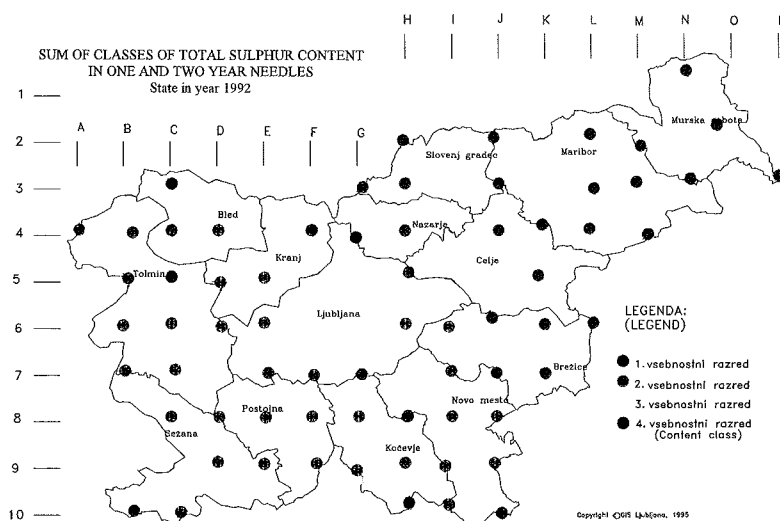 SUM OF CLASSES OF TOTAL SULPHUR CONTENT
IN ONE AND TWO YEAR NEEDLES
State in year 1992
H I J K L M N O
A B C D E F G
1
2
3
4
5
6
7
8
9
10
Murska sobota
Slovenj gradec
Maribor
Bled
Nazarje
Kranj
Celje
Tolmin
Ljubljana
Brežice
Novo mesto
Postojna
Sežana
Kočevje
LEGENDA:
(LEGEND)
1. vsebnostni razred
2. vsebnostni razred
3. vsebnostni razred
4. vsebnostni razred
(Content class)
Copyright ©GIS Ljubljana, 1995